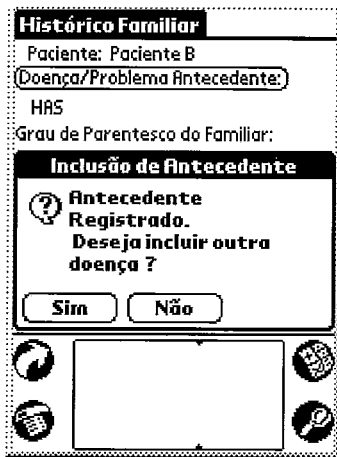 Histórico Familiar
Paciente: Paciente B
Doença/Problema Antecedente:
HAS
Grau de Parentesco do Familiar:
Inclusão de Antecedente
Antecedente
Registrado.
Deseja incluir outra
doença ?
Sim Não